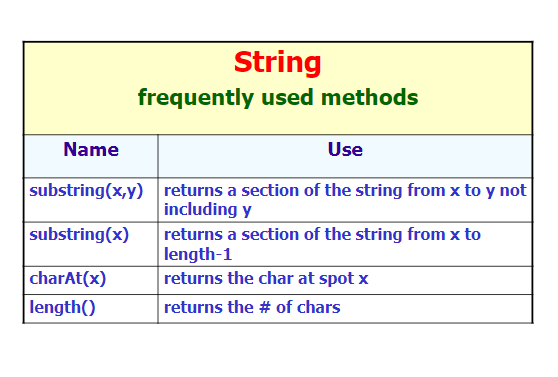 String
frequently used methods
Name Use
substring(x,y) returns a section of the string from x to y not
including y
substring(x) returns a section of the string from x to
length-1
charAt(x) returns the char at spot x
length() returns the # of chars